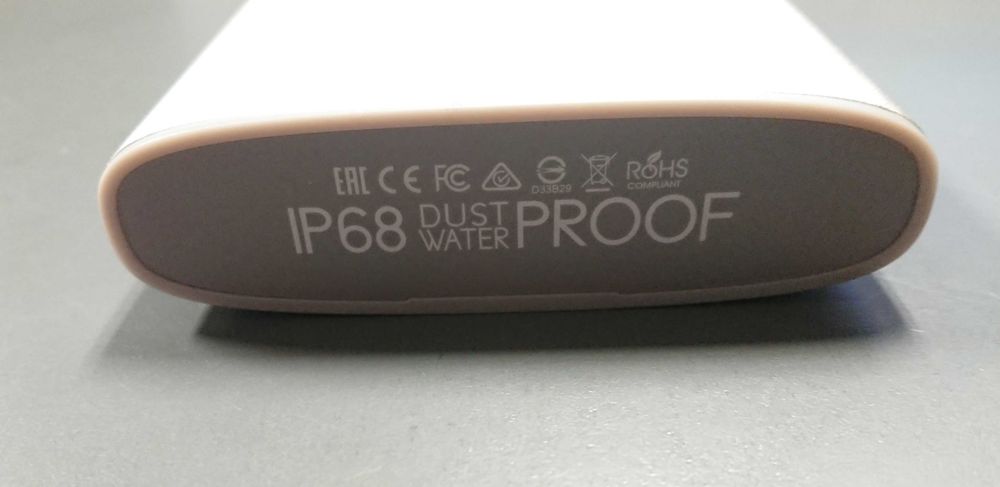 EAC CE FC
D33B29
RoHS
COMPLIANT
IP68 DUST WATER PROOF